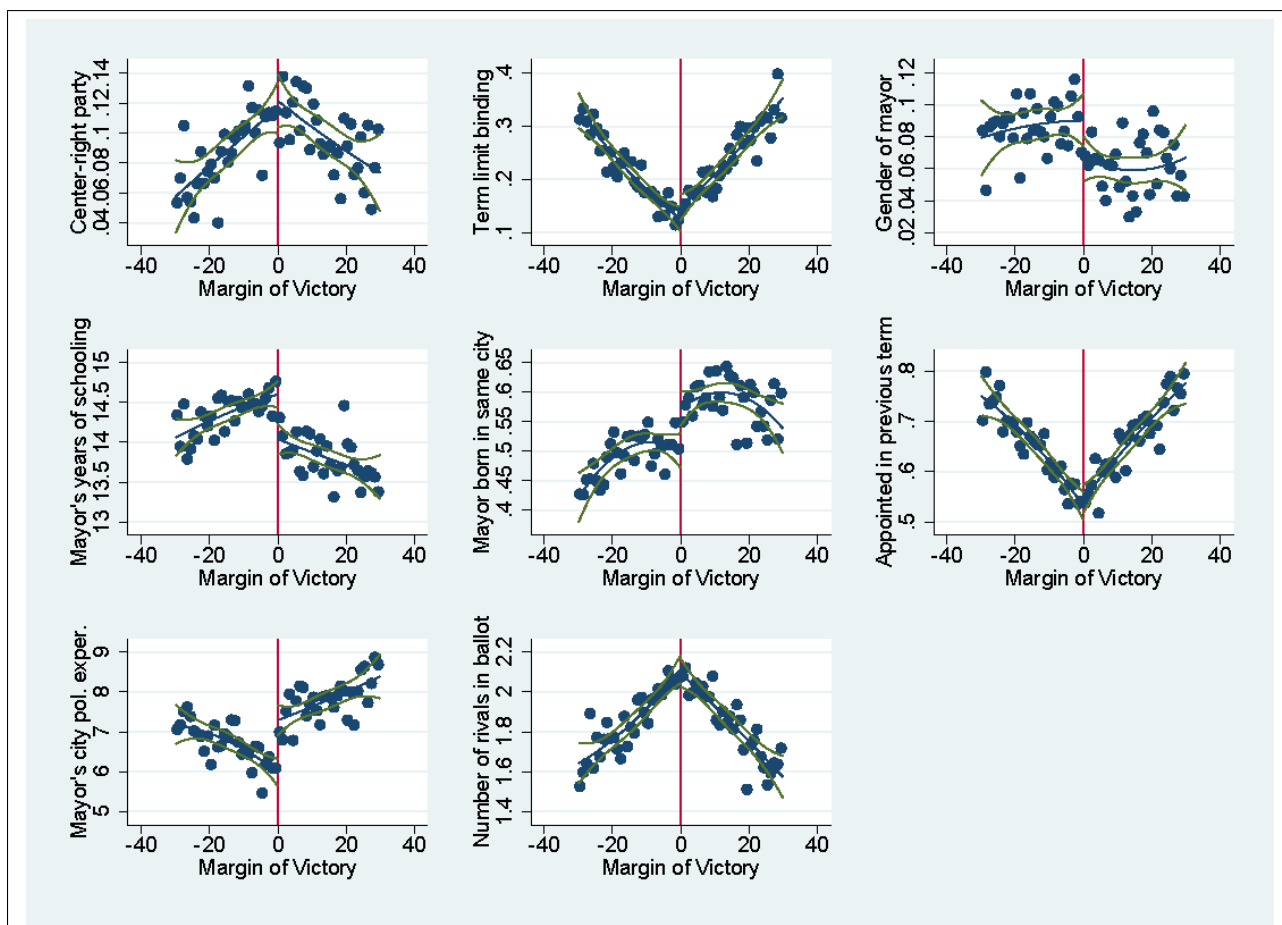 Center-right party
.04 .06 .08 .1 .12 .14
-40 -20 0 20 40
Margin of Victory
Term limit binding
.1 .2 .3 .4
-40 -20 0 20 40
Margin of Victory
Gender of mayor
.02 .04 .06 .08 .1 .12
-40 -20 0 20 40
Margin of Victory
Mayor's years of schooling
13 13.5 14 14.5 15
-40 -20 0 20 40
Margin of Victory
Mayor born in same city
.4 .45 .5 .55 .6 .65
-40 -20 0 20 40
Margin of Victory
Appointed in previous term
.5 .6 .7 .8
-40 -20 0 20 40
Margin of Victory
Mayor's city pol. exper.
5 6 7 8 9
-40 -20 0 20 40
Margin of Victory
Number of rivals in ballot
1.4 1.6 1.8 2 2.2
-40 -20 0 20 40
Margin of Victory